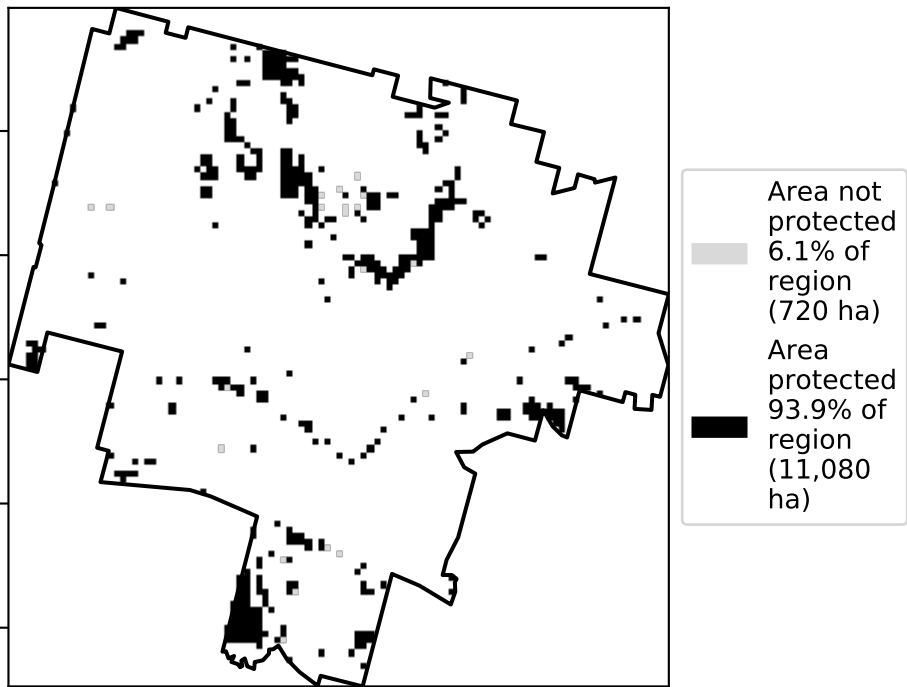 Area not
protected
6.1% of
region
(720 ha)
Area
protected
93.9% of
region
(11,080
ha)